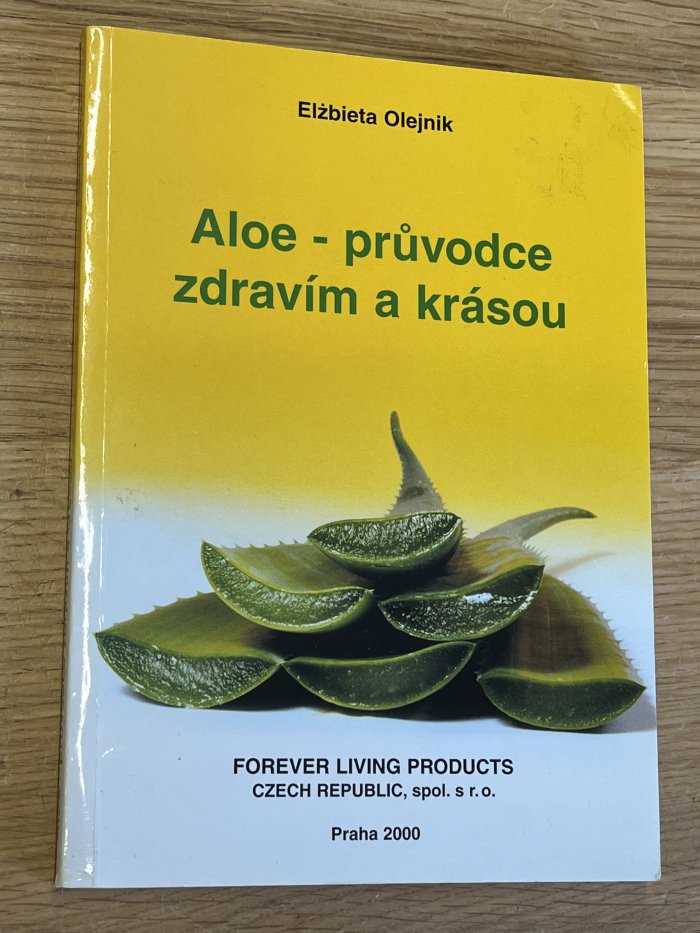 Elżbieta Olejnik
Aloe - průvodce
zdravím a krásou
FOREVER LIVING PRODUCTS
CZECH REPUBLIC, spol. s r. o.
Praha 2000